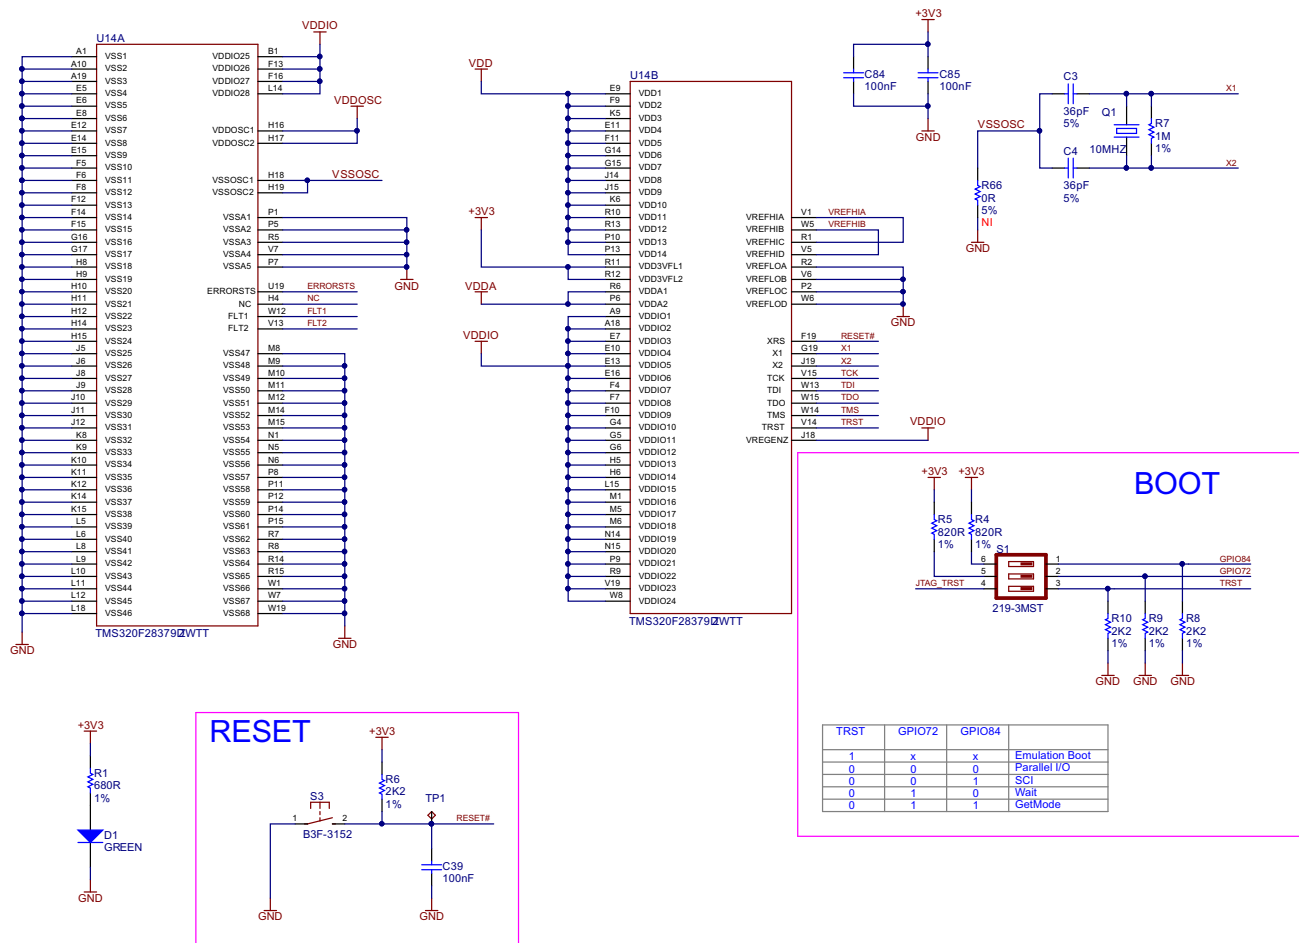 U14A
VDDIO
A1 VSS1 VDDIO25 B1
A10 VSS2 VDDIO26 F13
A19 VSS3 VDDIO27 F16
E5 VSS4 VDDIO28 L14
E6 VSS5
E8 VSS6 VDDOSC
E12 VSS7 VDDOSC1 H16
E14 VSS8 VDDOSC2 H17
E15 VSS9
F5 VSS10
F6 VSS11 VSSOSC1 H18 VSSOSC
F8 VSS12 VSSOSC2 H19
F12 VSS13
F14 VSS14 VSSA1 P1
F15 VSS15 VSSA2 P5
G16 VSS16 VSSA3 R5
G17 VSS17 VSSA4 V7
H8 VSS18 VSSA5 P7
H9 VSS19 GND
H10 VSS20 ERRORSTS U19 ERRORSTS
H11 VSS21 NC H4 NC
H12 VSS22 FLT1 W12 FLT1
H14 VSS23 FLT2 V13 FLT2
H15 VSS24
J5 VSS25 VSS47 M8
J6 VSS26 VSS48 M9
J8 VSS27 VSS49 M10
J9 VSS28 VSS50 M11
J10 VSS29 VSS51 M12
J11 VSS30 VSS52 M14
J12 VSS31 VSS53 M15
K8 VSS32 VSS54 N1
K9 VSS33 VSS55 N5
K10 VSS34 VSS56 N6
K11 VSS35 VSS57 P8
K12 VSS36 VSS58 P11
K14 VSS37 VSS59 P12
K15 VSS38 VSS60 P14
L5 VSS39 VSS61 P15
L6 VSS40 VSS62 R7
L8 VSS41 VSS63 R8
L9 VSS42 VSS64 R14
L10 VSS43 VSS65 R15
L11 VSS44 VSS66 W1
L12 VSS45 VSS67 W7
L18 VSS46 VSS68 W19
TMS320F28379DZWTT
GND
GND
U14B
VDD
E9 VDD1
F9 VDD2
K5 VDD3
E11 VDD4
F11 VDD5
G14 VDD6
G15 VDD7
J14 VDD8
J15 VDD9
K6 VDD10
+3V3
R10 VDD11 VREFHIA V1 VREFHIA
R13 VDD12 VREFHIB W5 VREFHIB
P10 VDD13 VREFHIC R1
P13 VDD14 VREFHID V5
R11 VDD3VFL1 VREFLOA R2
R12 VDD3VFL2 VREFLOB V6
VDDA
R6 VDDA1 VREFLOC P2
P6 VDDA2 VREFLOD W6
A9 VDDIO1 GND
A18 VDDIO2
VDDIO
E7 VDDIO3 XRS F19 RESET#
E10 VDDIO4 X1 G19 X1
E13 VDDIO5 X2 J19 X2
E16 VDDIO6 TCK V15 TCK
F4 VDDIO7 TDI W13 TDI
F7 VDDIO8 TDO W15 TDO
F10 VDDIO9 TMS W14 TMS
G4 VDDIO10 TRST V14 TRST
G5 VDDIO11 VREGENZ J18 VDDIO
G6 VDDIO12
H5 VDDIO13
H6 VDDIO14
L15 VDDIO15
M1 VDDIO16
M5 VDDIO17
M6 VDDIO18
N14 VDDIO19
N15 VDDIO20
P9 VDDIO21
R9 VDDIO22
V19 VDDIO23
W8 VDDIO24
TMS320F28379DZWTT
+3V3
C84
100nF
C85
100nF
GND
C3
36pF
5%
X1
VSSOSC
Q1
10MHZ
R7
1M
1%
C4
36pF
5%
X2
R66
0R
5%
NI
GND
BOOT
+3V3 +3V3
R5
820R
1%
R4
820R
1%
S1
6 1 GPIO84
5 2 GPIO72
JTAG_TRST 4 3 TRST
219-3MST
R10
2K2
1%
R9
2K2
1%
R8
2K2
1%
GND GND GND
TRST GPIO72 GPIO84
1 x x Emulation Boot
0 0 0 Parallel I/O
0 0 1 SCI
0 1 0 Wait
0 1 1 GetMode
+3V3
R1
680R
1%
D1
GREEN
GND
RESET
+3V3
R6
2K2
1%
S3
1 2
B3F-3152
TP1
RESET#
C39
100nF
GND
GND